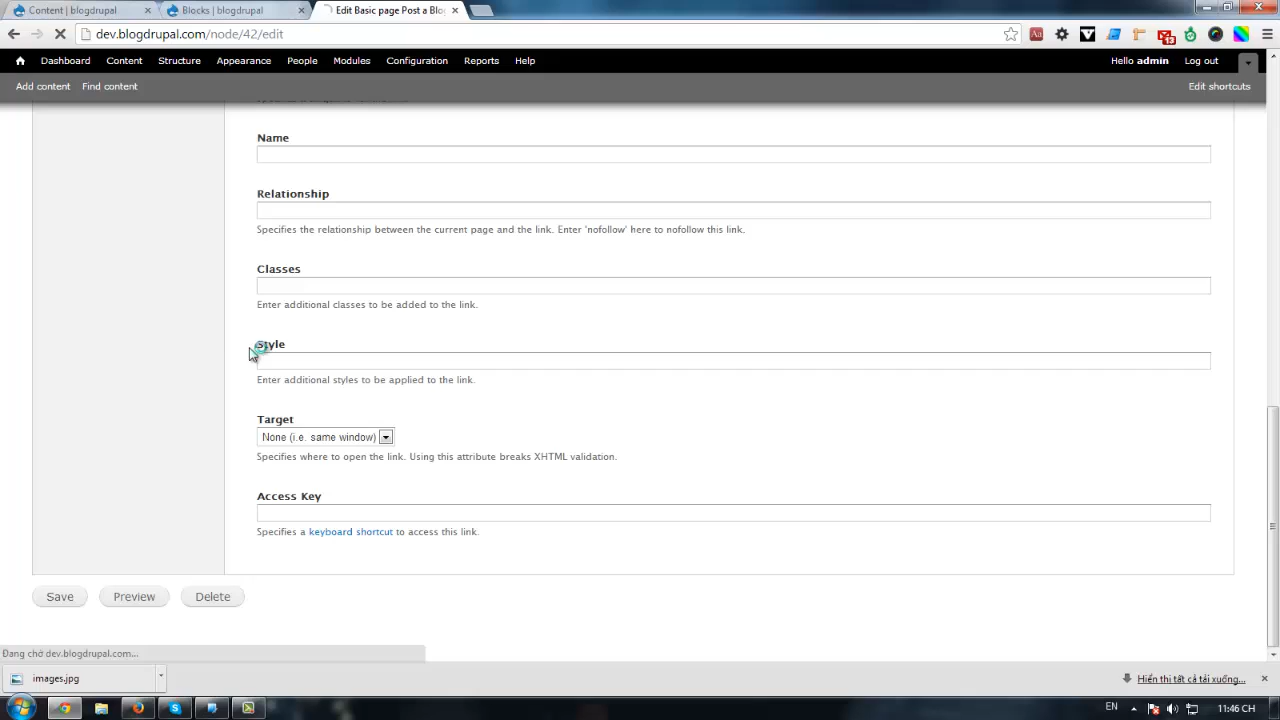 Content | blogdrupal
Blocks | blogdrupal
Edit Basic page Post a Blog
dev.blogdrupal.com/node/42/edit
13
Dashboard Content Structure Appearance People Modules Configuration Reports Help
Hello admin Log out
Add content Find content
Edit shortcuts
Name
Relationship
Specifies the relationship between the current page and the link. Enter 'nofollow' here to nofollow this link.
Classes
Enter additional classes to be added to the link.
Style
Enter additional styles to be applied to the link.
Target
None (i.e. same window)
Specifies where to open the link. Using this attribute breaks XHTML validation.
Access Key
Specifies a keyboard shortcut to access this link.
Save Preview Delete
Đang chờ dev.blogdrupal.com...
images.jpg
Hiển thị tất cả tải xuống...
EN
11:46 CH